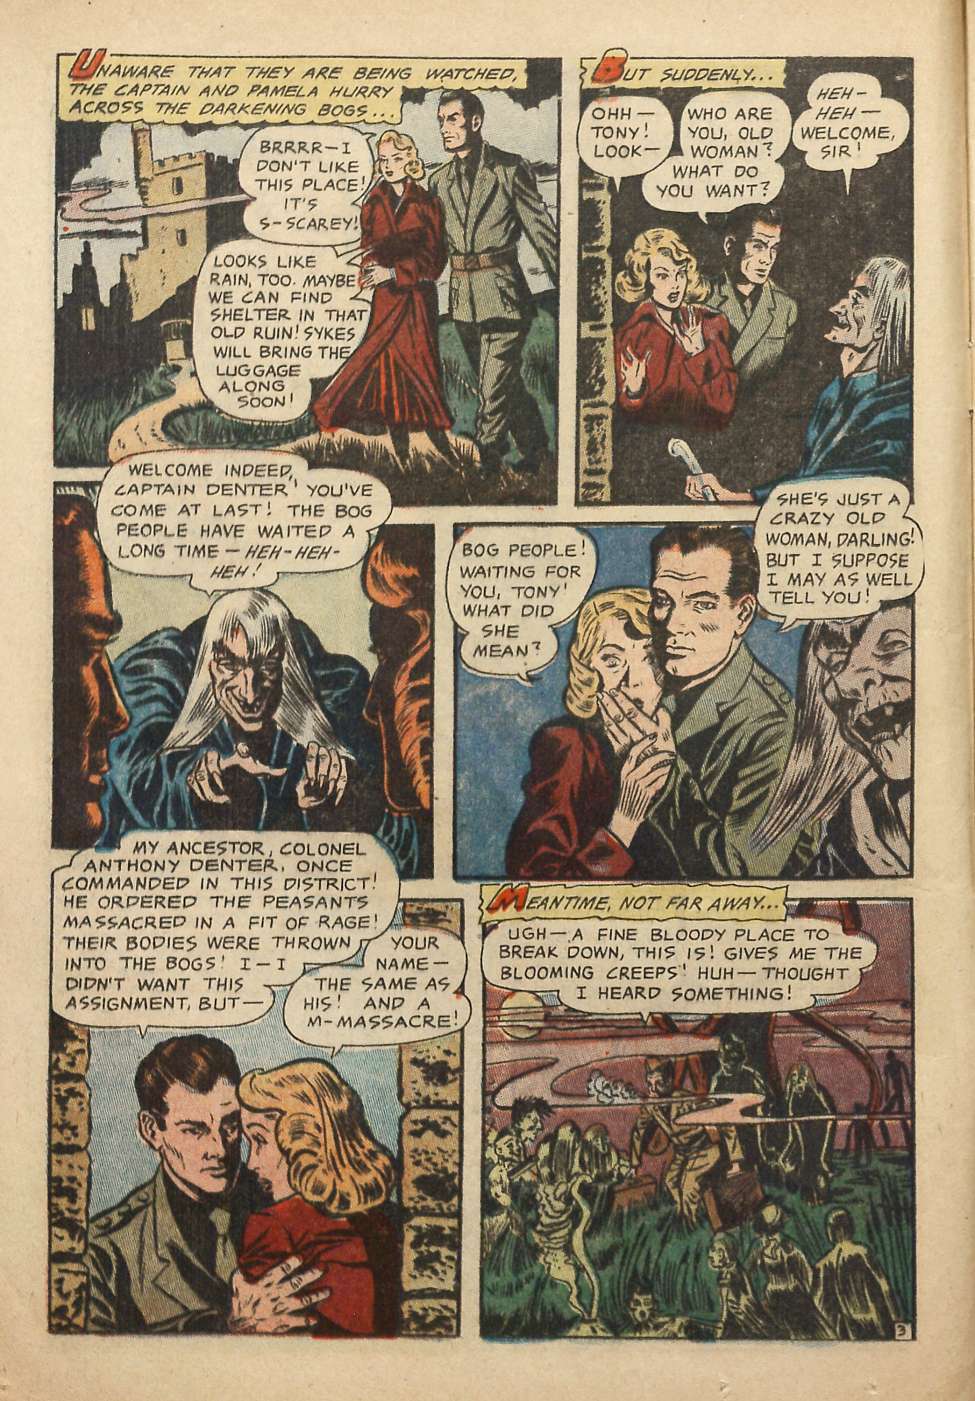 UNAWARE THAT THEY ARE BEING WATCHED,
THE CAPTAIN AND PAMELA HURRY
ACROSS THE DARKENING BOGS...
BRRRR—I
DON'T LIKE
THIS PLACE!
IT'S
S-SCAREY!
LOOKS LIKE
RAIN, TOO. MAYBE
WE CAN FIND
SHELTER IN THAT
OLD RUIN! SYKES
WILL BRING THE
LUGGAGE
ALONG
SOON!
BUT SUDDENLY...
OHH—
TONY!
LOOK—
WHO ARE
YOU, OLD
WOMAN?
WHAT DO
YOU WANT?
HEH-
HEH—
WELCOME,
SIR!
WELCOME INDEED,
CAPTAIN DENTER! YOU'VE
COME AT LAST! THE BOG
PEOPLE HAVE WAITED A
LONG TIME—HEH-HEH-
HEH!
BOG PEOPLE!
WAITING FOR
YOU, TONY!
WHAT DID
SHE
MEAN?
SHE'S JUST A
CRAZY OLD
WOMAN, DARLING!
BUT I SUPPOSE
I MAY AS WELL
TELL YOU!
MY ANCESTOR, COLONEL
ANTHONY DENTER, ONCE
COMMANDED IN THIS DISTRICT!
HE ORDERED THE PEASANTS
MASSACRED IN A FIT OF RAGE!
THEIR BODIES WERE THROWN
INTO THE BOGS! I—I
DIDN'T WANT THIS
ASSIGNMENT, BUT—
YOUR
NAME—
THE SAME AS
HIS! AND A
M-MASSACRE!
MEANTIME, NOT FAR AWAY...
UGH—A FINE BLOODY PLACE TO
BREAK DOWN, THIS IS! GIVES ME THE
BLOOMING CREEPS! HUH—THOUGHT
I HEARD SOMETHING!
3